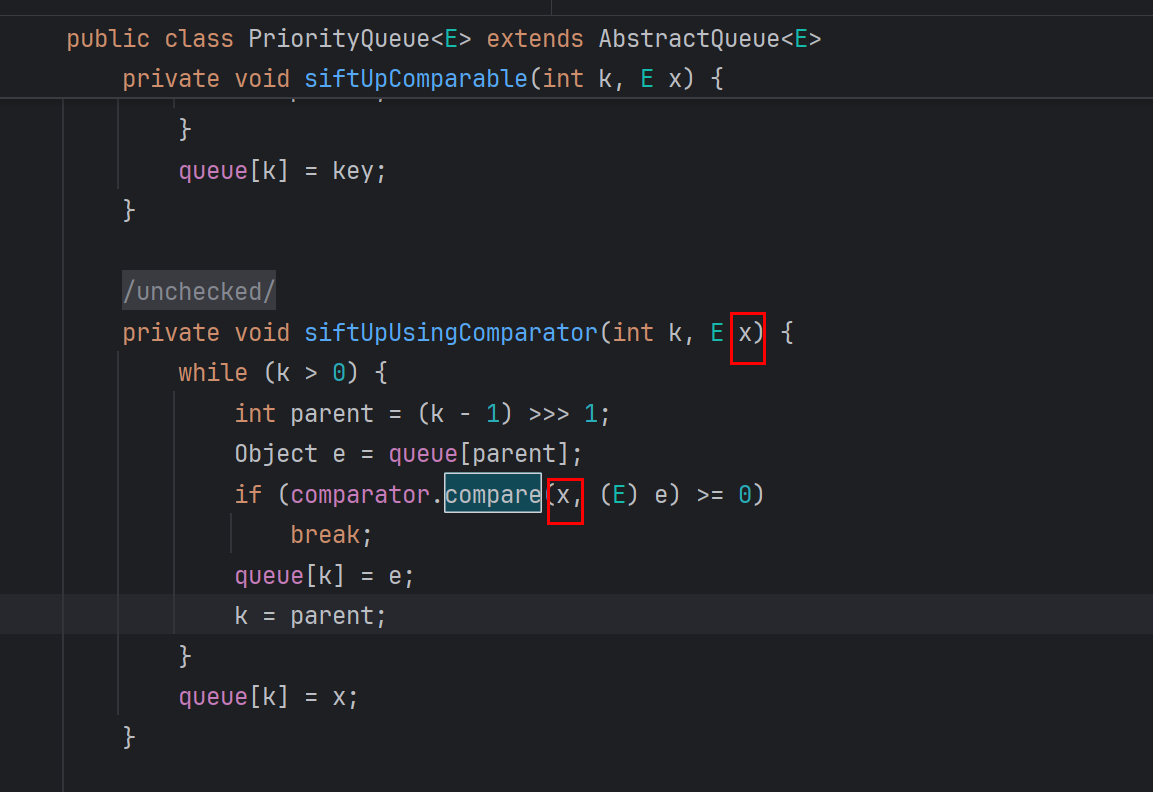 public class PriorityQueue<E> extends AbstractQueue<E>
    private void siftUpComparable(int k, E x) {
        }
        queue[k] = key;
    }

    /unchecked/
    private void siftUpUsingComparator(int k, E x) {
        while (k > 0) {
            int parent = (k - 1) >>> 1;
            Object e = queue[parent];
            if (comparator.compare(x, (E) e) >= 0)
                break;
            queue[k] = e;
            k = parent;
        }
        queue[k] = x;
    }